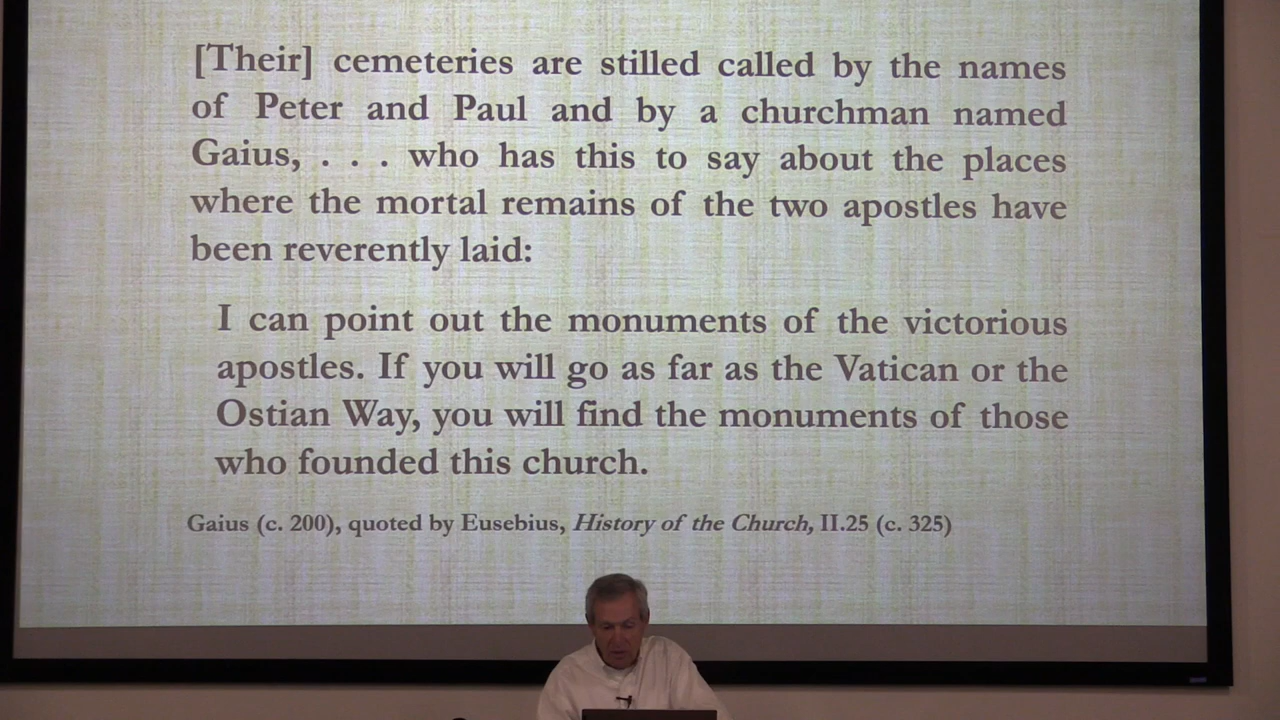 [Their] cemeteries are stilled called by the names
of Peter and Paul and by a churchman named
Gaius, . . . who has this to say about the places
where the mortal remains of the two apostles have
been reverently laid:
I can point out the monuments of the victorious
apostles. If you will go as far as the Vatican or the
Ostian Way, you will find the monuments of those
who founded this church.
Gaius (c. 200), quoted by Eusebius, History of the Church, II.25 (c. 325)